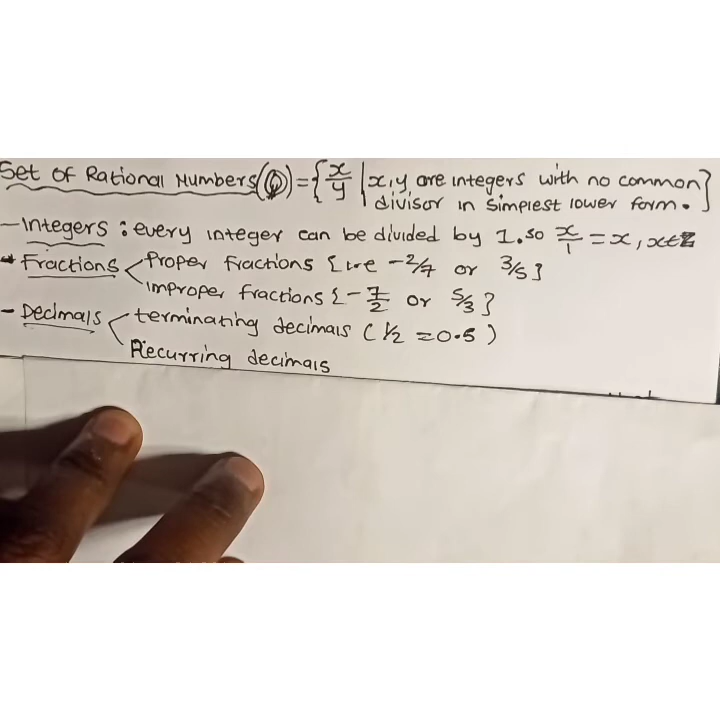 Set of Rational Numbers (Q) = {x/y | x,y are integers with no common divisor in simplest lower form.}
- Integers : every integer can be divided by 1. so x/1 = x, x∈Z
- Fractions < Proper fractions {i.e -2/7 or 3/5}
Improper fractions {-7/2 or 5/3}
- Decimals < terminating decimals (1/2 = 0.5)
Recurring decimals